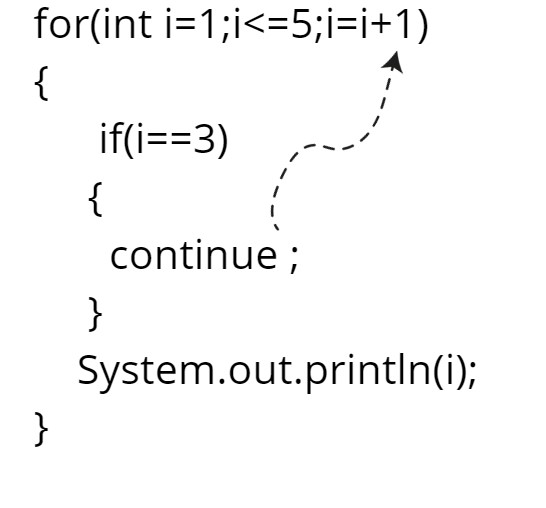 for(int i=1;i<=5;i=i+1)
{
if(i==3)
{
continue ;
}
System.out.println(i);
}